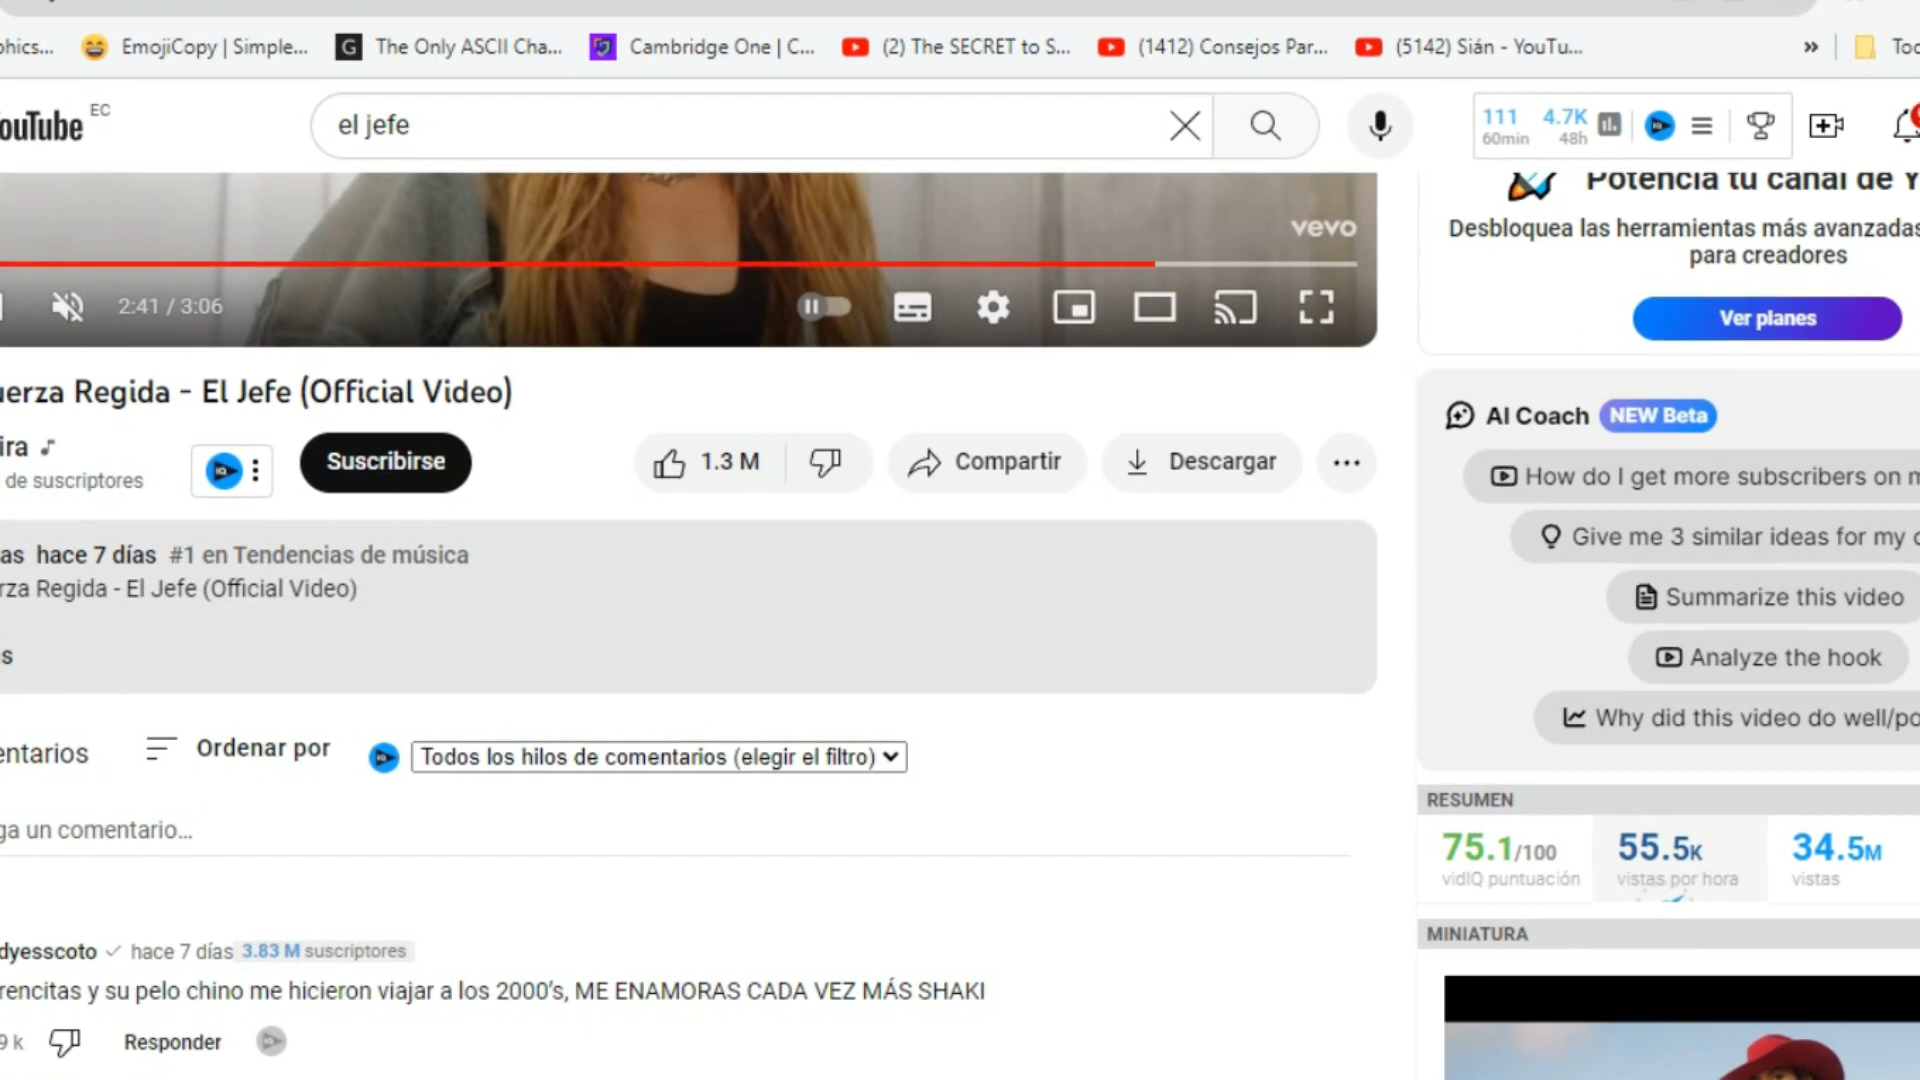 phics... EmojiCopy | Simple... The Only ASCII Cha... Cambridge One | C... (2) The SECRET to S... (1412) Consejos Par... (5142) Sián - YouTu... » Toc
ouTube EC
el jefe
111 60min 4.7K 48h
vevo
2:41 / 3:06
Potencia tu canal de Y
Desbloquea las herramientas más avanzadas
para creadores
Ver planes
uerza Regida - El Jefe (Official Video)
ira
de suscriptores
Suscribirse
1.3 M
Compartir
Descargar
as hace 7 días #1 en Tendencias de música
rza Regida - El Jefe (Official Video)
s
entarios
Ordenar por
Todos los hilos de comentarios (elegir el filtro)
ga un comentario...
dyesscoto hace 7 días 3.83 M suscriptores
rencitas y su pelo chino me hicieron viajar a los 2000's, ME ENAMORAS CADA VEZ MÁS SHAKI
9 k
Responder
AI Coach NEW Beta
How do I get more subscribers on m
Give me 3 similar ideas for my c
Summarize this video
Analyze the hook
Why did this video do well/po
RESUMEN
75.1/100 55.5K 34.5M
vidIQ puntuación vistas por hora vistas
MINIATURA